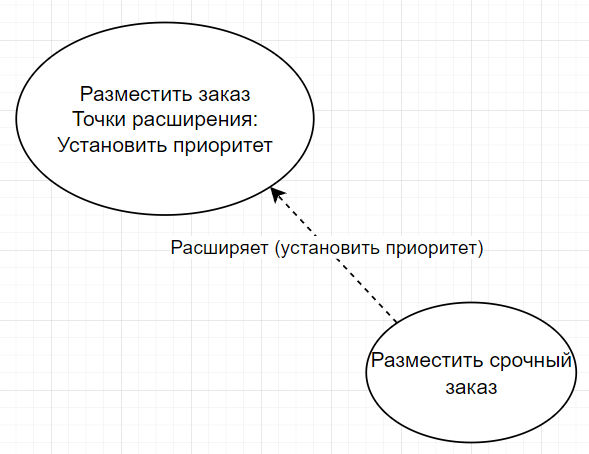 Разместить заказ
Точки расширения:
Установить приоритет
Расширяет (установить приоритет)
Разместить срочный
заказ